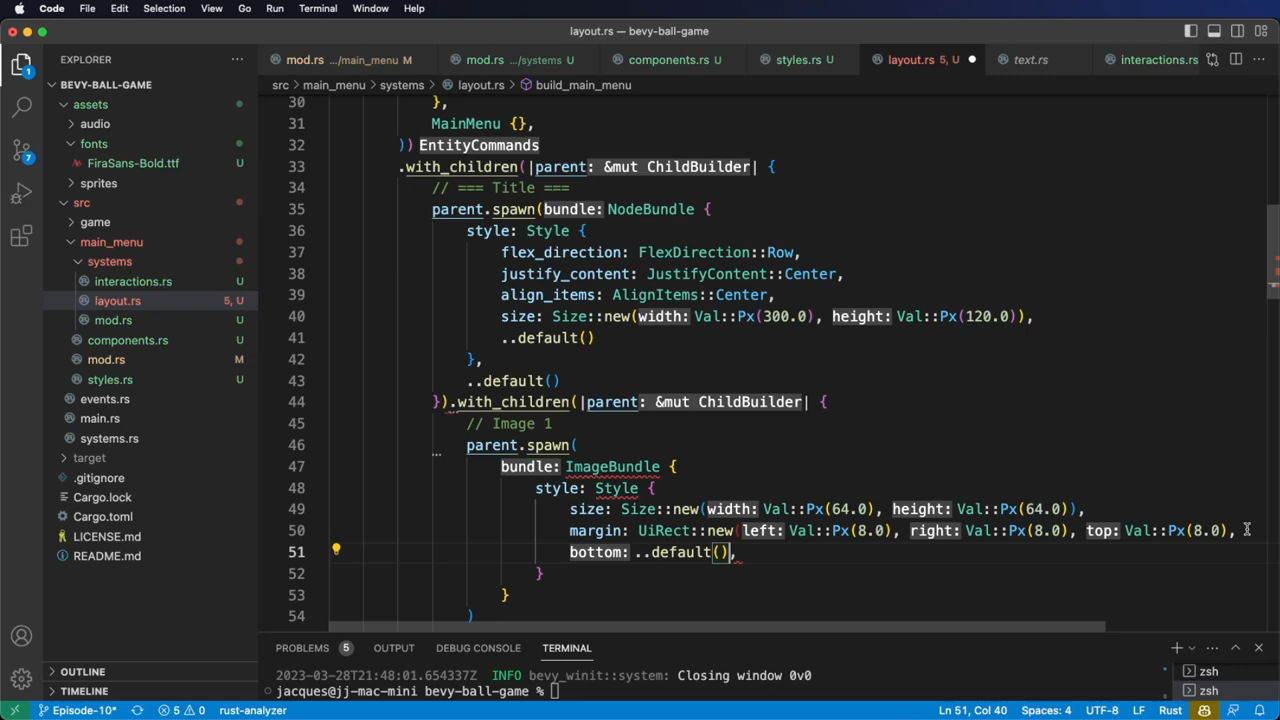 Code File Edit Selection View Go Run Terminal Window Help
layout.rs — bevy-ball-game
EXPLORER
mod.rs .../main_menu M
mod.rs .../systems U
components.rs U
styles.rs U
layout.rs 5, U
text.rs
interactions.rs
src > main_menu > systems > layout.rs > build_main_menu
1
7
BEVY-BALL-GAME
assets
audio
fonts
FiraSans-Bold.ttf U
sprites
src
game
main_menu
systems
interactions.rs U
layout.rs 5, U
mod.rs U
components.rs U
mod.rs M
styles.rs U
events.rs
main.rs
systems.rs
target
.gitignore
Cargo.lock
Cargo.toml
LICENSE.md
README.md
OUTLINE
TIMELINE
30 },
31 MainMenu {},
32 )) EntityCommands
33 .with_children(|parent: &mut ChildBuilder| {
34 // === Title ===
35 parent.spawn(bundle: NodeBundle {
36 style: Style {
37 flex_direction: FlexDirection::Row,
38 justify_content: JustifyContent::Center,
39 align_items: AlignItems::Center,
40 size: Size::new(width: Val::Px(300.0), height: Val::Px(120.0)),
41 ..default()
42 },
43 ..default()
44 }).with_children(|parent: &mut ChildBuilder| {
45 // Image 1
46 parent.spawn(
47 bundle: ImageBundle {
48 style: Style {
49 size: Size::new(width: Val::Px(64.0), height: Val::Px(64.0)),
50 margin: UiRect::new(left: Val::Px(8.0), right: Val::Px(8.0), top: Val::Px(8.0),
51 bottom: ..default(),
52 }
53 }
54 )
PROBLEMS 5 OUTPUT DEBUG CONSOLE TERMINAL
2023-03-28T21:48:01.654337Z INFO bevy_winit::system: Closing window 0v0
jacques@jj-mac-mini bevy-ball-game %
zsh
zsh
Episode-10* 5 0 rust-analyzer
Ln 51, Col 40 Spaces: 4 UTF-8 LF Rust